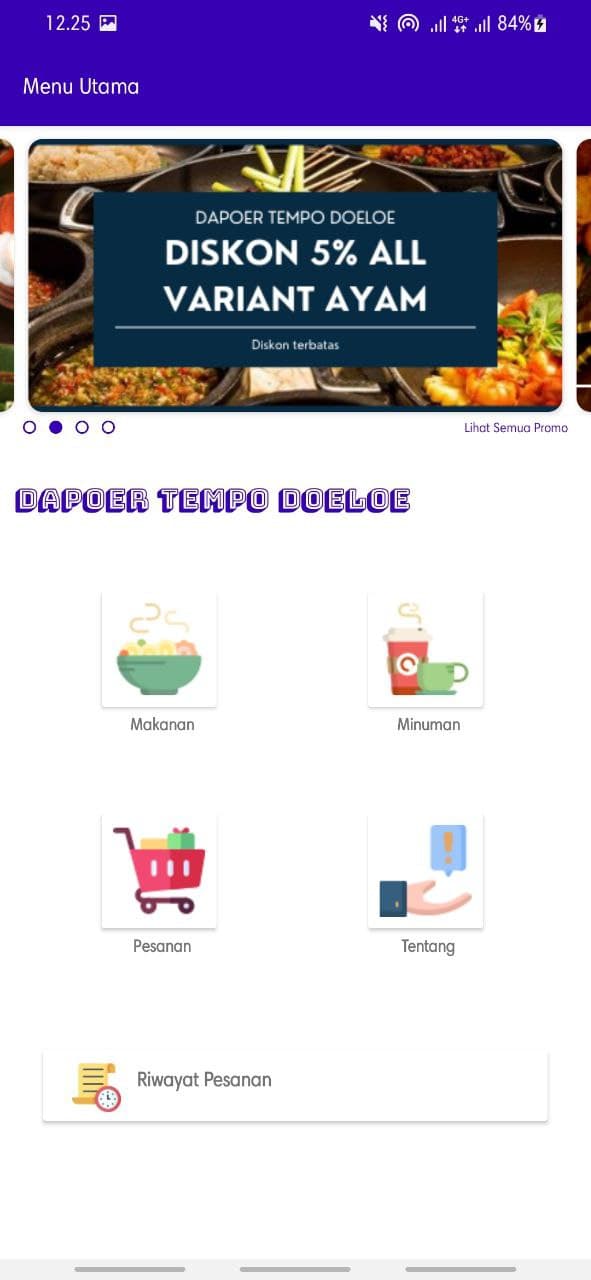 12.25 4G+ 84%
Menu Utama
DAPOER TEMPO DOELOE
DISKON 5% ALL
VARIANT AYAM
Diskon terbatas
Lihat Semua Promo
DAPOER TEMPO DOELOE
Makanan
Minuman
Pesanan
Tentang
Riwayat Pesanan